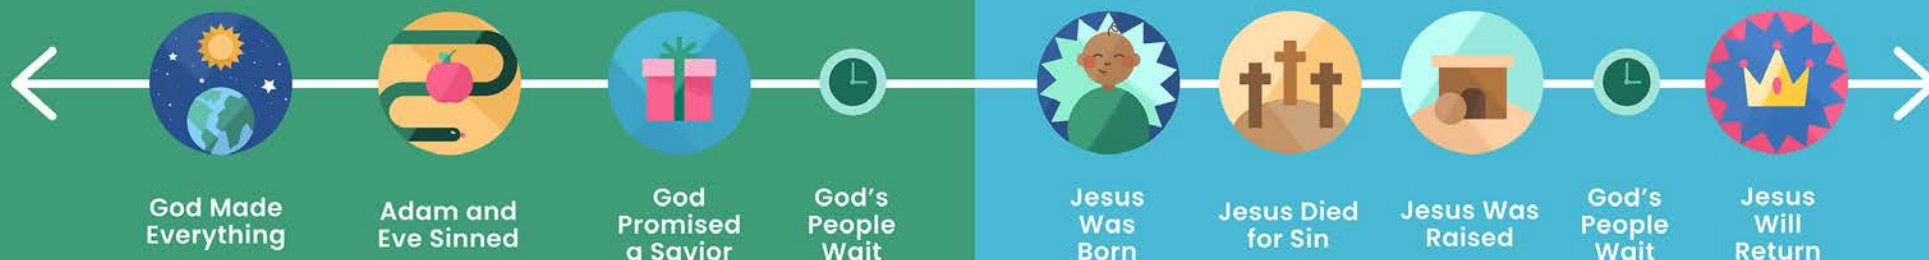 God Made
Everything
Adam and
Eve Sinned
God
Promised
a Savior
God's
People
Wait
Jesus
Was
Born
Jesus Died
for Sin
Jesus Was
Raised
God's
People
Wait
Jesus
Will
Return